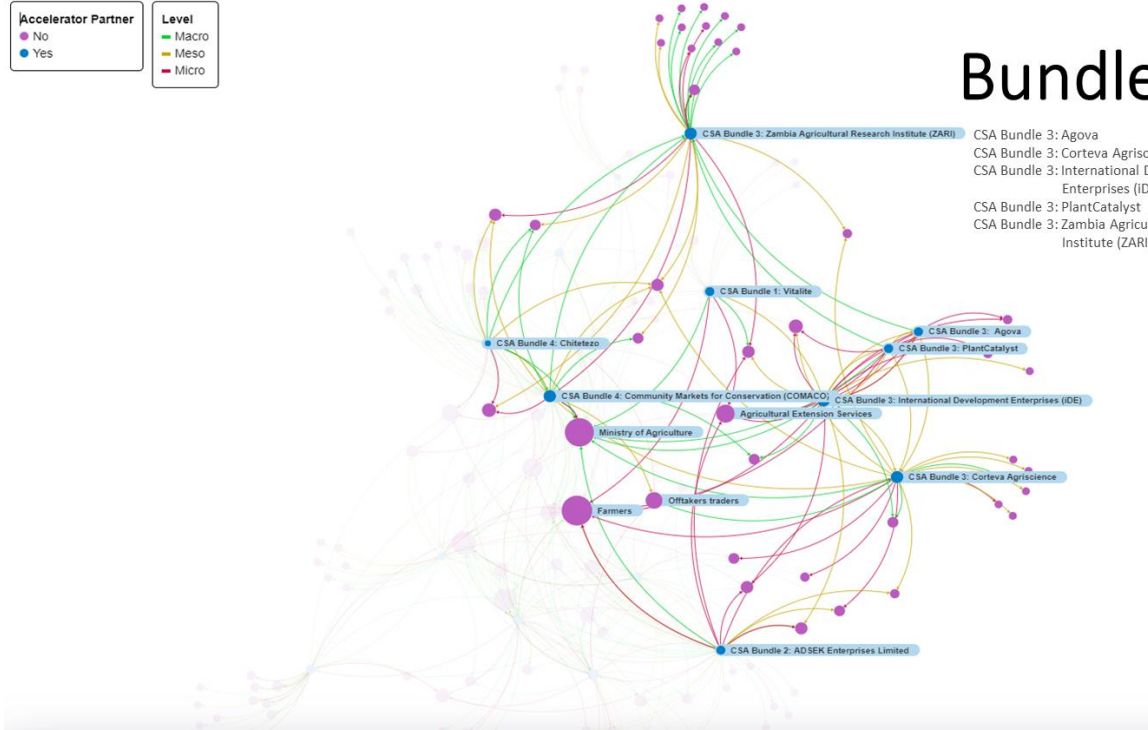 Accelerator Partner
No
Yes
Level
Macro
Meso
Micro
Bundle
CSA Bundle 3: Agova
CSA Bundle 3: Corteva Agrisc
CSA Bundle 3: International D
Enterprises (iD
CSA Bundle 3: PlantCatalyst
CSA Bundle 3: Zambia Agricu
Institute (ZARI
CSA Bundle 3: Zambia Agricultural Research Institute (ZARI)
CSA Bundle 1: Vitalite
CSA Bundle 3: Agova
CSA Bundle 4: Chitetezo
CSA Bundle 3: PlantCatalyst
CSA Bundle 4: Community Markets for Conservation (COMACO)
CSA Bundle 3: International Development Enterprises (iDE)
Agricultural Extension Services
Ministry of Agriculture
CSA Bundle 3: Corteva Agriscience
Offtakers traders
Farmers
CSA Bundle 2: ADSEK Enterprises Limited